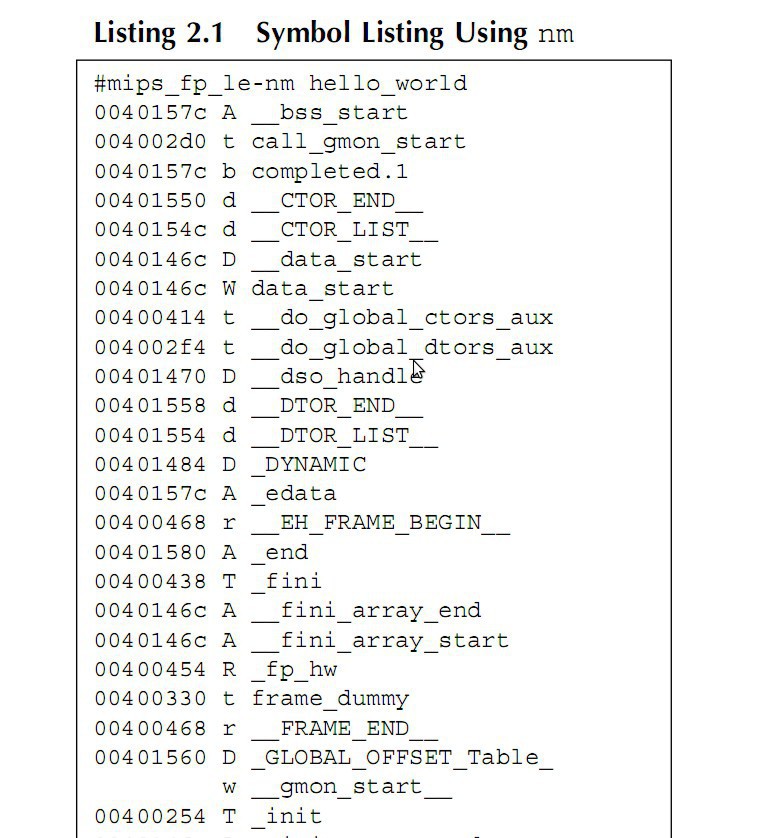 Listing 2.1 Symbol Listing Using nm
#mips_fp_le-nm hello_world
0040157c A __bss_start
004002d0 t call_gmon_start
0040157c b completed.1
00401550 d __CTOR_END__
0040154c d __CTOR_LIST__
0040146c D __data_start
0040146c W data_start
00400414 t __do_global_ctors_aux
004002f4 t __do_global_dtors_aux
00401470 D __dso_handle
00401558 d __DTOR_END__
00401554 d __DTOR_LIST__
00401484 D _DYNAMIC
0040157c A _edata
00400468 r __EH_FRAME_BEGIN__
00401580 A _end
00400438 T _fini
0040146c A __fini_array_end
0040146c A __fini_array_start
00400454 R _fp_hw
00400330 t frame_dummy
00400468 r __FRAME_END__
00401560 D _GLOBAL_OFFSET_Table_
w __gmon_start__
00400254 T _init